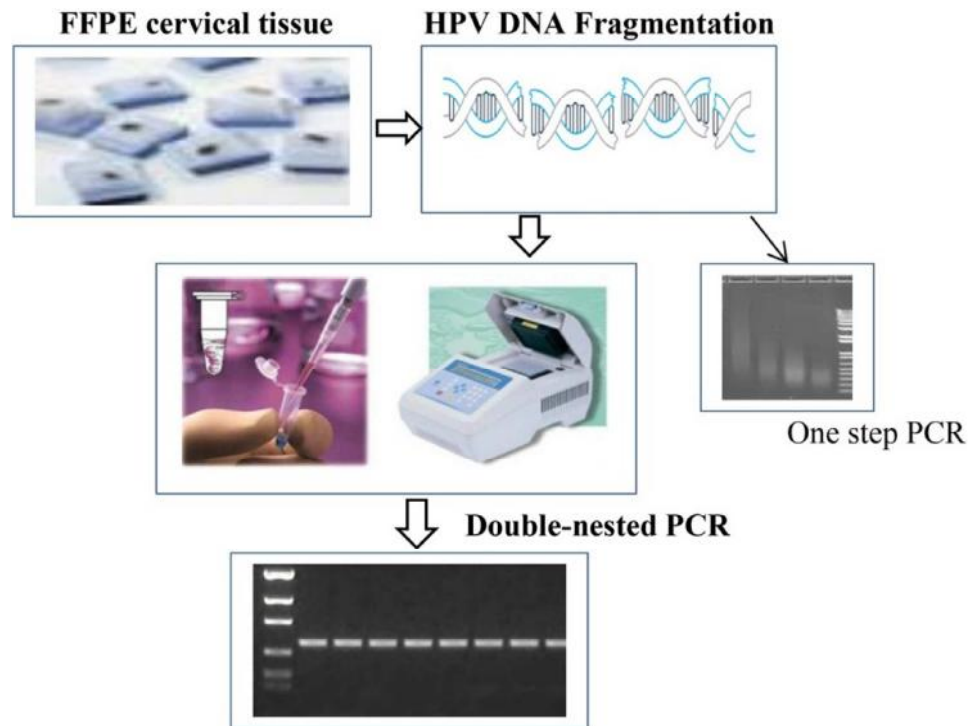 FFPE cervical tissue
HPV DNA Fragmentation
One step PCR
Double-nested PCR